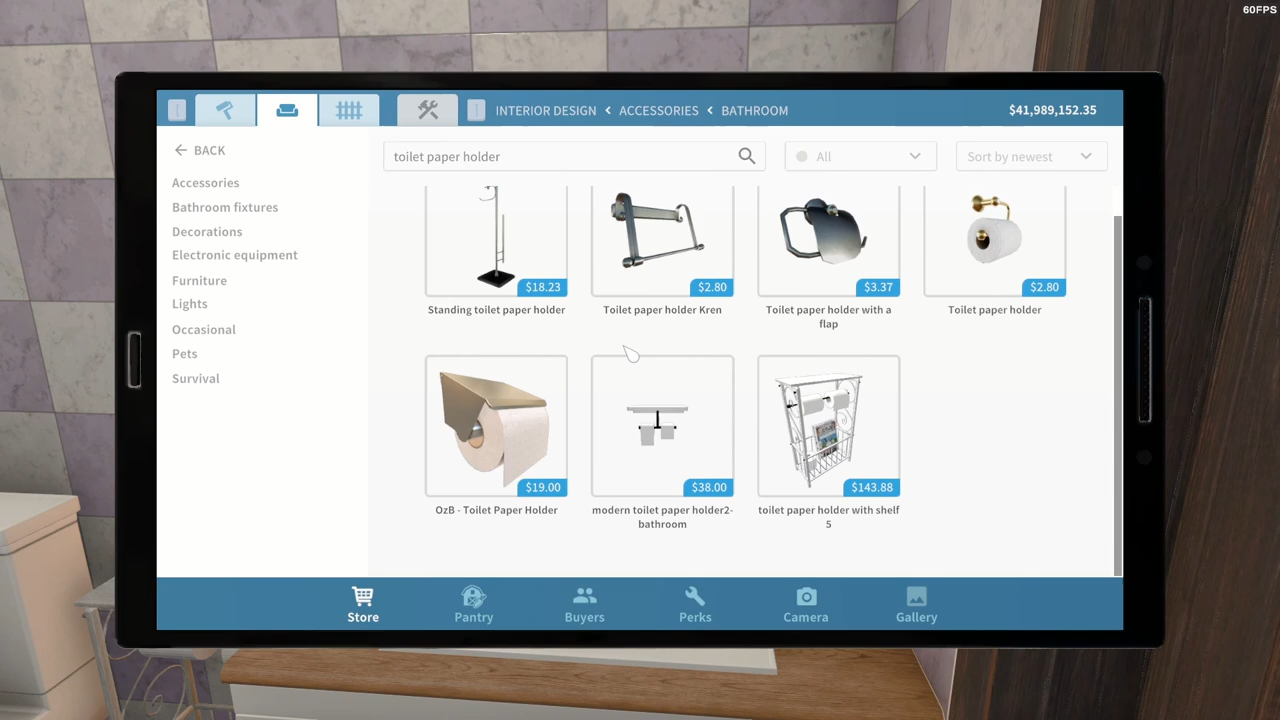 60FPS
INTERIOR DESIGN < ACCESSORIES < BATHROOM
$41,989,152.35
BACK
toilet paper holder
All
Sort by newest
Accessories
Bathroom fixtures
Decorations
Electronic equipment
Furniture
Lights
Occasional
Pets
Survival
$18.23
$2.80
$3.37
$2.80
Standing toilet paper holder
Toilet paper holder Kren
Toilet paper holder with a
flap
Toilet paper holder
$19.00
$38.00
$143.88
OzB - Toilet Paper Holder
modern toilet paper holder2-
bathroom
toilet paper holder with shelf
5
Store
Pantry
Buyers
Perks
Camera
Gallery